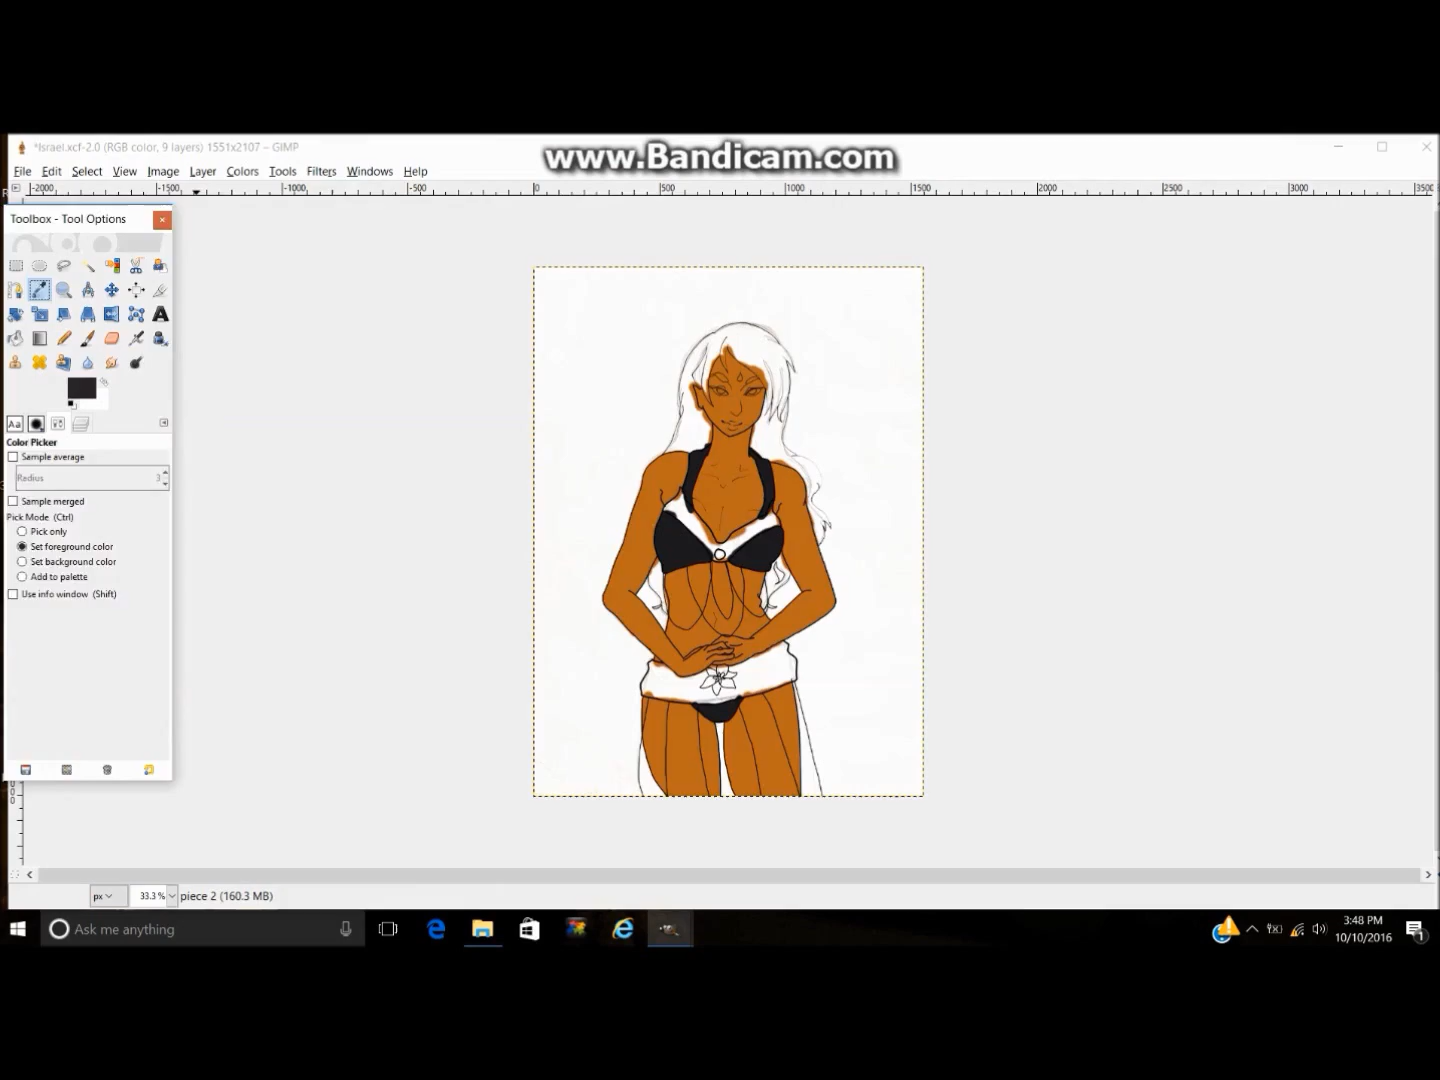 www.Bandicam.com
*Israel.xcf-2.0 (RGB color, 9 layers) 1551x2107 – GIMP
File Edit Select View Image Layer Colors Tools Filters Windows Help
-2000 -1500 -1000 -500 0 500 1000 1500 2000 2500 3000 3500
Toolbox - Tool Options
Aa
Color Picker
Sample average
Radius 3
Sample merged
Pick Mode (Ctrl)
Pick only
Set foreground color
Set background color
Add to palette
Use info window (Shift)
px 33.3 % piece 2 (160.3 MB)
Ask me anything
3:48 PM
10/10/2016
1